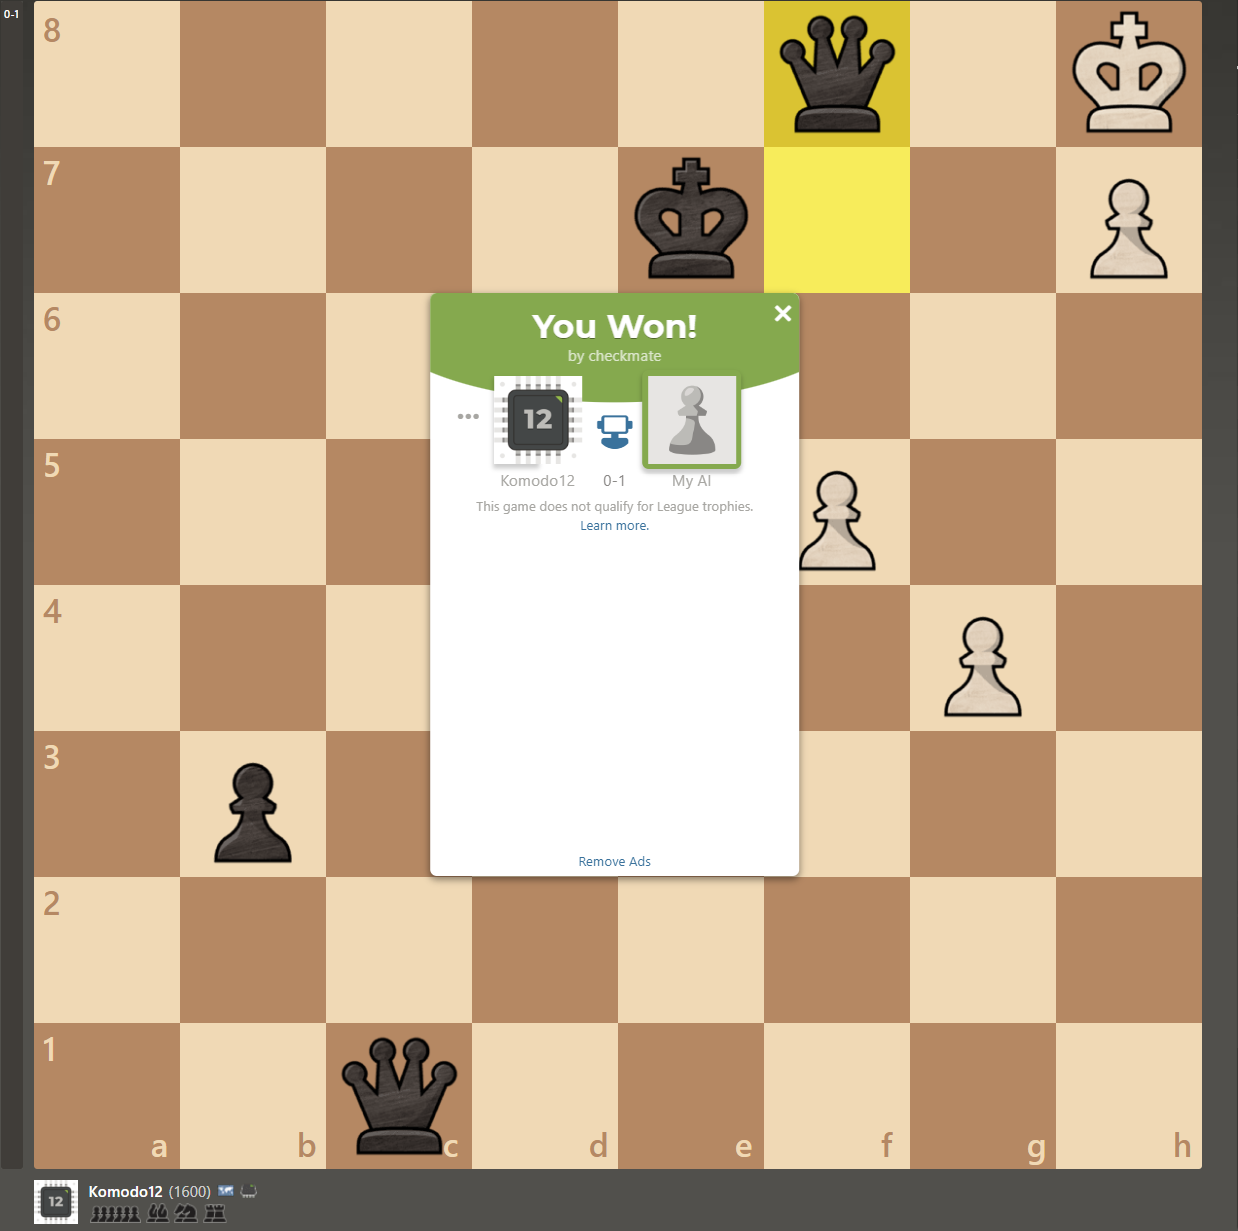 0-1
8
7
6
5
4
3
2
1
a b c d e f g h
You Won!
by checkmate
12
Komodo12 0-1 My AI
This game does not qualify for League trophies.
Learn more.
Remove Ads
12 Komodo12 (1600)